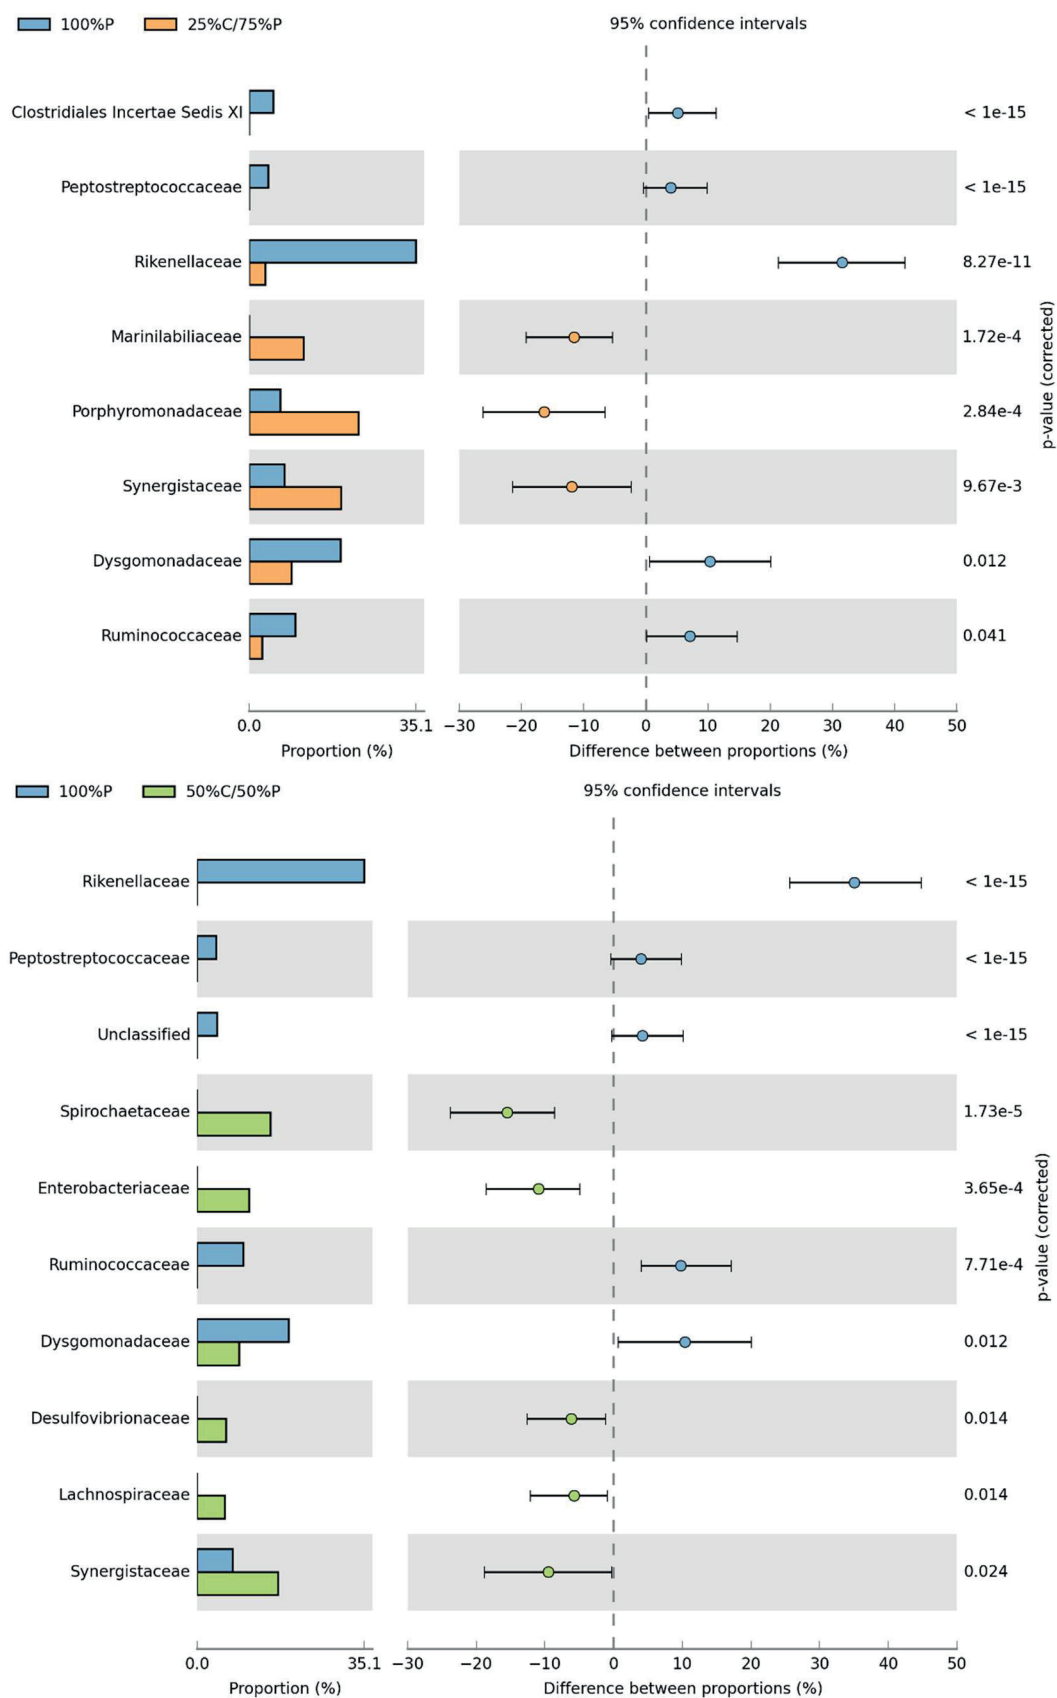 100%P 25%C/75%P 95% confidence intervals
Clostridiales Incertae Sedis XI < 1e-15
Peptostreptococcaceae < 1e-15
Rikenellaceae 8.27e-11
Marinilabiliaceae 1.72e-4
Porphyromonadaceae 2.84e-4
Synergistaceae 9.67e-3
Dysgomonadaceae 0.012
Ruminococcaceae 0.041
p-value (corrected)
0.0 35.1 −30 −20 −10 0 10 20 30 40 50
Proportion (%) Difference between proportions (%)
100%P 50%C/50%P 95% confidence intervals
Rikenellaceae < 1e-15
Peptostreptococcaceae < 1e-15
Unclassified < 1e-15
Spirochaetaceae 1.73e-5
Enterobacteriaceae 3.65e-4
Ruminococcaceae 7.71e-4
Dysgomonadaceae 0.012
Desulfovibrionaceae 0.014
Lachnospiraceae 0.014
Synergistaceae 0.024
p-value (corrected)
0.0 35.1 −30 −20 −10 0 10 20 30 40 50
Proportion (%) Difference between proportions (%)